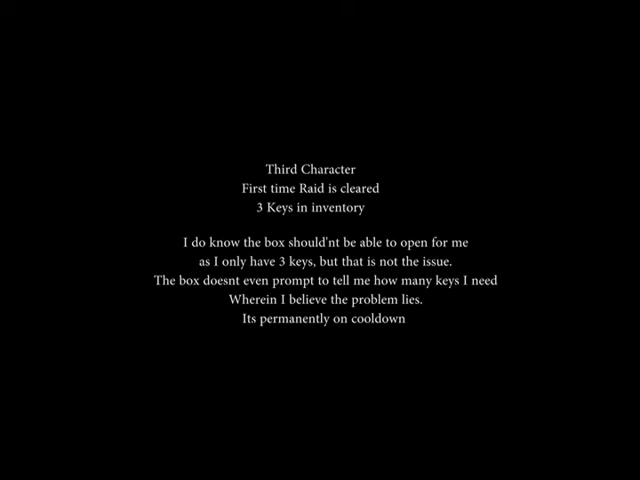 Third Character
First time Raid is cleared
3 Keys in inventory
I do know the box should'nt be able to open for me
as I only have 3 keys, but that is not the issue.
The box doesnt even prompt to tell me how many keys I need
Wherein I believe the problem lies.
Its permanently on cooldown